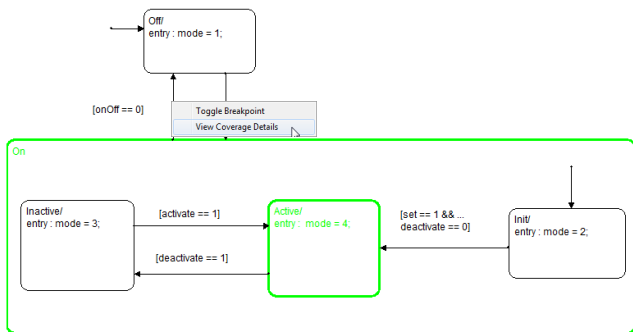 Off/
entry : mode = 1;
[onOff == 0]
Toggle Breakpoint
View Coverage Details
On
Inactive/
entry : mode = 3;
[activate == 1]
[deactivate == 1]
Active/
entry :  mode = 4;
[set == 1 && ...
deactivate == 0]
Init/
entry : mode = 2;